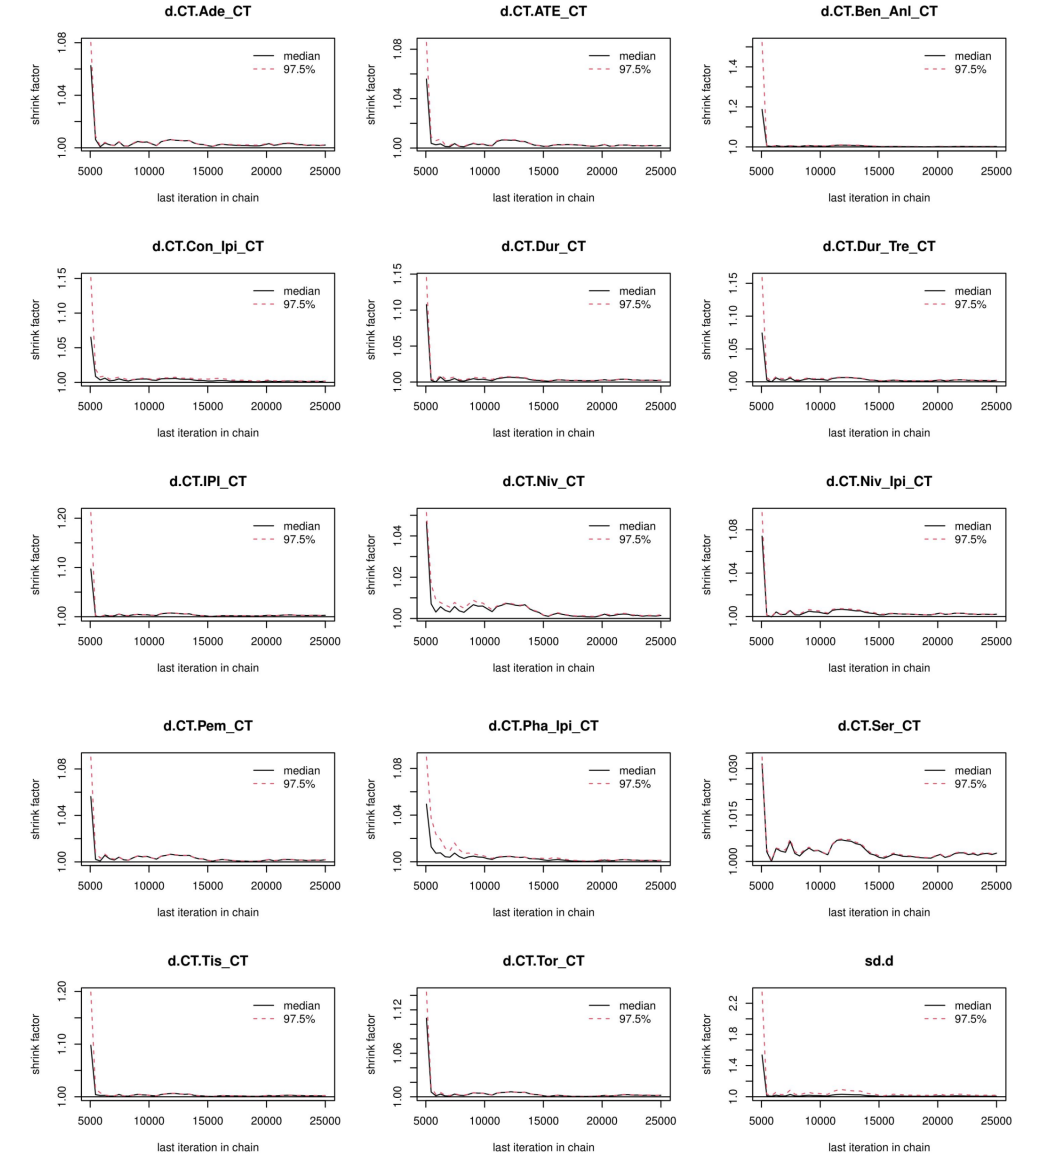 d.CT.Ade_CT
d.CT.ATE_CT
d.CT.Ben_Anl_CT
shrink factor
1.00 1.04 1.08
median
97.5%
5000 10000 15000 20000 25000
last iteration in chain
shrink factor
1.00 1.04 1.08
median
97.5%
5000 10000 15000 20000 25000
last iteration in chain
shrink factor
1.0 1.2 1.4
median
97.5%
5000 10000 15000 20000 25000
last iteration in chain
d.CT.Con_Ipi_CT
d.CT.Dur_CT
d.CT.Dur_Tre_CT
shrink factor
1.00 1.05 1.10 1.15
median
97.5%
5000 10000 15000 20000 25000
last iteration in chain
shrink factor
1.00 1.05 1.10 1.15
median
97.5%
5000 10000 15000 20000 25000
last iteration in chain
shrink factor
1.00 1.05 1.10 1.15
median
97.5%
5000 10000 15000 20000 25000
last iteration in chain
d.CT.IPI_CT
d.CT.Niv_CT
d.CT.Niv_Ipi_CT
shrink factor
1.00 1.10 1.20
median
97.5%
5000 10000 15000 20000 25000
last iteration in chain
shrink factor
1.00 1.02 1.04
median
97.5%
5000 10000 15000 20000 25000
last iteration in chain
shrink factor
1.00 1.04 1.08
median
97.5%
5000 10000 15000 20000 25000
last iteration in chain
d.CT.Pem_CT
d.CT.Pha_Ipi_CT
d.CT.Ser_CT
shrink factor
1.00 1.04 1.08
median
97.5%
5000 10000 15000 20000 25000
last iteration in chain
shrink factor
1.00 1.04 1.08
median
97.5%
5000 10000 15000 20000 25000
last iteration in chain
shrink factor
1.000 1.015 1.030
median
97.5%
5000 10000 15000 20000 25000
last iteration in chain
d.CT.Tis_CT
d.CT.Tor_CT
sd.d
shrink factor
1.00 1.10 1.20
median
97.5%
5000 10000 15000 20000 25000
last iteration in chain
shrink factor
1.00 1.06 1.12
median
97.5%
5000 10000 15000 20000 25000
last iteration in chain
shrink factor
1.0 1.4 1.8 2.2
median
97.5%
5000 10000 15000 20000 25000
last iteration in chain